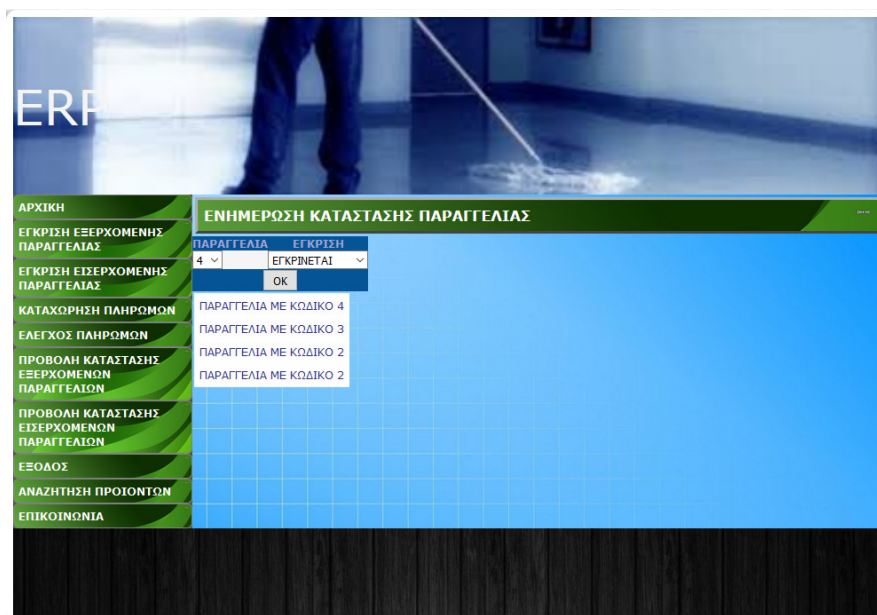 ERP
ΑΡΧΙΚΗ
ΕΝΗΜΕΡΩΣΗ ΚΑΤΑΣΤΑΣΗΣ ΠΑΡΑΓΓΕΛΙΑΣ
ΕΓΚΡΙΣΗ ΕΞΕΡΧΟΜΕΝΗΣ
ΠΑΡΑΓΓΕΛΙΑΣ
ΕΓΚΡΙΣΗ ΕΙΣΕΡΧΟΜΕΝΗΣ
ΠΑΡΑΓΓΕΛΙΑΣ
ΚΑΤΑΧΩΡΗΣΗ ΠΛΗΡΩΜΩΝ
ΕΛΕΓΧΟΣ ΠΛΗΡΩΜΩΝ
ΠΡΟΒΟΛΗ ΚΑΤΑΣΤΑΣΗΣ
ΕΞΕΡΧΟΜΕΝΩΝ
ΠΑΡΑΓΓΕΛΙΩΝ
ΠΡΟΒΟΛΗ ΚΑΤΑΣΤΑΣΗΣ
ΕΙΣΕΡΧΟΜΕΝΩΝ
ΠΑΡΑΓΓΕΛΙΩΝ
ΕΞΟΔΟΣ
ΑΝΑΖΗΤΗΣΗ ΠΡΟΙΟΝΤΩΝ
ΕΠΙΚΟΙΝΩΝΙΑ
ΠΑΡΑΓΓΕΛΙΑ ΕΓΚΡΙΣΗ
4 ΕΓΚΡΙΝΕΤΑΙ
ΟΚ
ΠΑΡΑΓΓΕΛΙΑ ΜΕ ΚΩΔΙΚΟ 4
ΠΑΡΑΓΓΕΛΙΑ ΜΕ ΚΩΔΙΚΟ 3
ΠΑΡΑΓΓΕΛΙΑ ΜΕ ΚΩΔΙΚΟ 2
ΠΑΡΑΓΓΕΛΙΑ ΜΕ ΚΩΔΙΚΟ 2